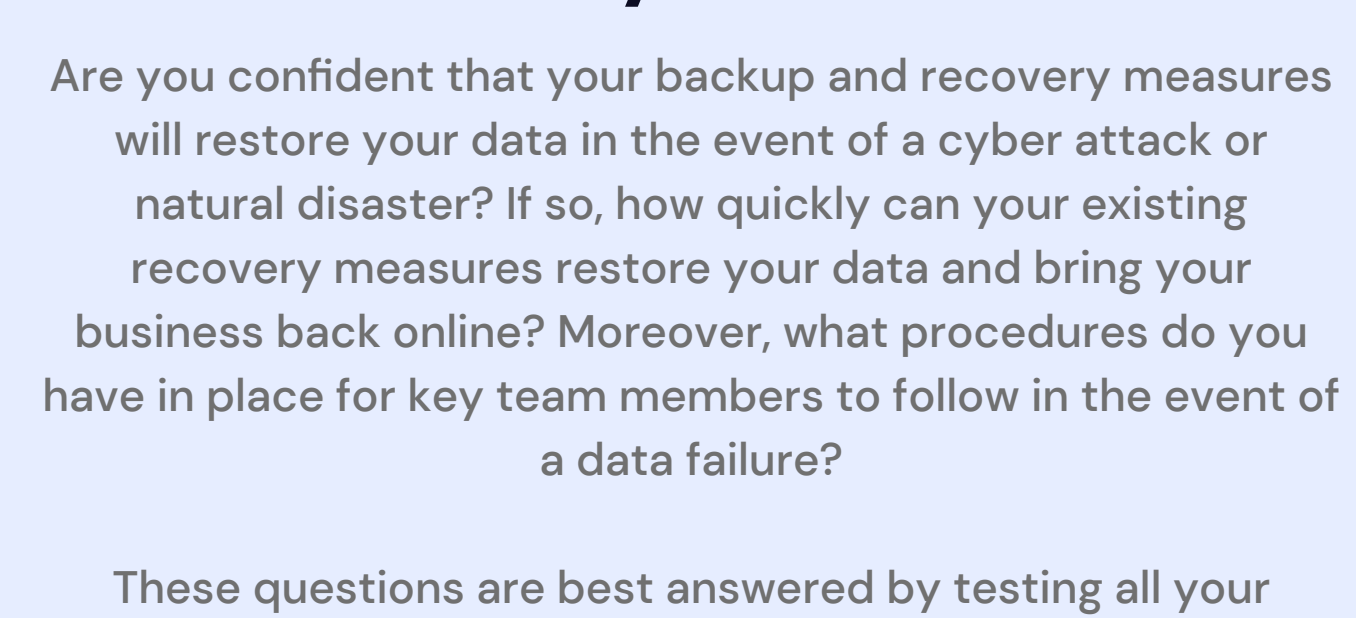 Are you confident that your backup and recovery measures
will restore your data in the event of a cyber attack or
natural disaster? If so, how quickly can your existing
recovery measures restore your data and bring your
business back online? Moreover, what procedures do you
have in place for key team members to follow in the event of
a data failure?
These questions are best answered by testing all your